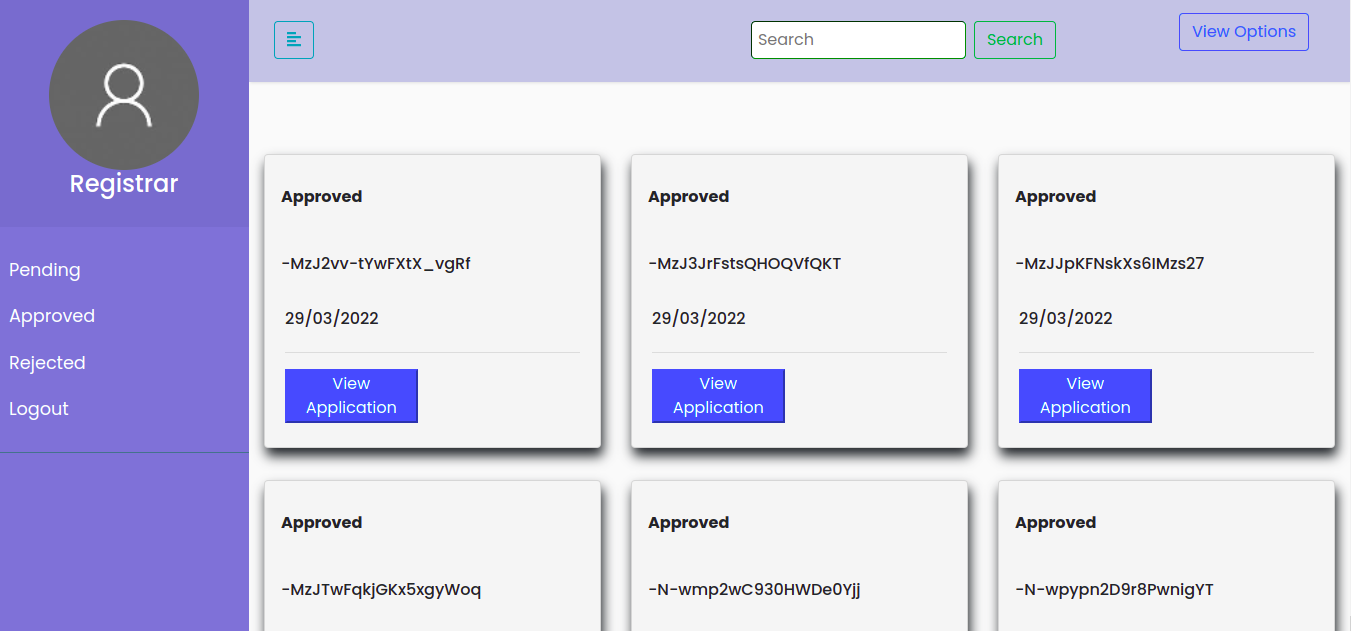 Registrar
Pending
Approved
Rejected
Logout
Search
Search
View Options
Approved
-MzJ2vv-tYwFXtX_vgRf
29/03/2022
View
Application
Approved
-MzJ3JrFstsQHOQVfQKT
29/03/2022
View
Application
Approved
-MzJJpKFNskXs6IMzs27
29/03/2022
View
Application
Approved
-MzJTwFqkjGKx5xgyWoq
Approved
-N-wmp2wC930HWDe0Yjj
Approved
-N-wpypn2D9r8PwnigYT